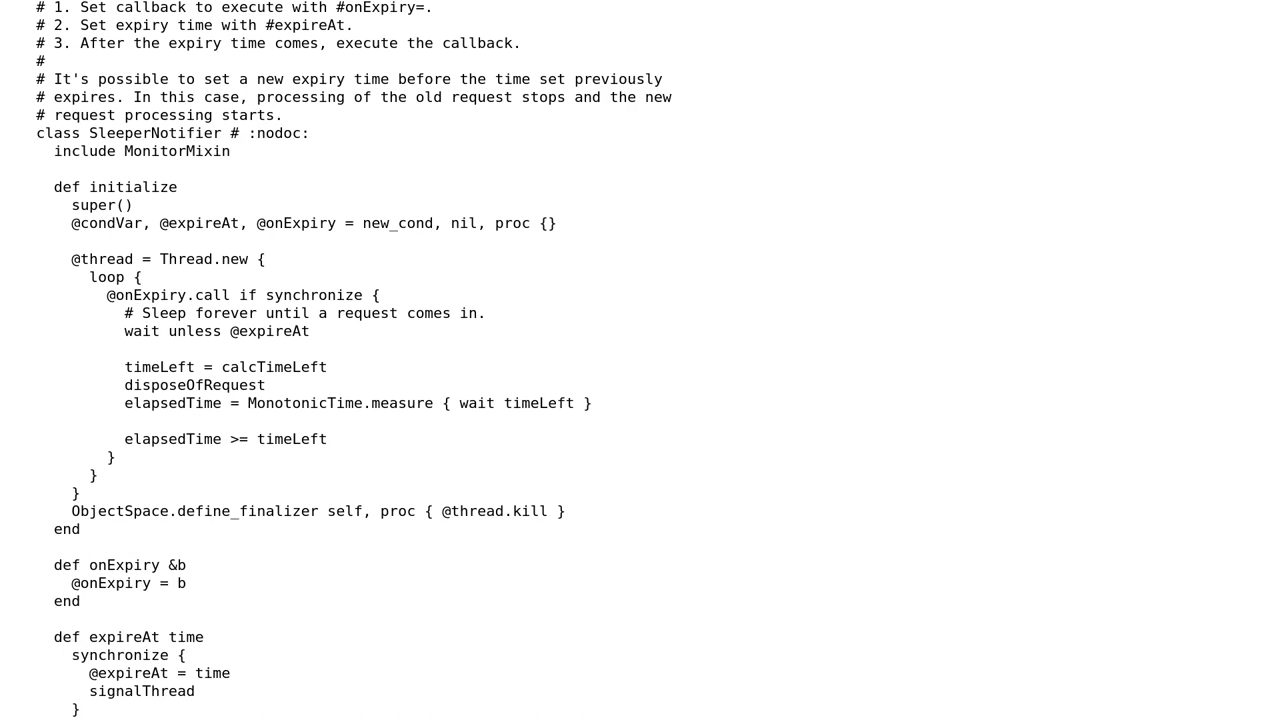 # 1. Set callback to execute with #onExpiry=.
# 2. Set expiry time with #expireAt.
# 3. After the expiry time comes, execute the callback.
#
# It's possible to set a new expiry time before the time set previously
# expires. In this case, processing of the old request stops and the new
# request processing starts.
class SleeperNotifier # :nodoc:
  include MonitorMixin

  def initialize
    super()
    @condVar, @expireAt, @onExpiry = new_cond, nil, proc {}

    @thread = Thread.new {
      loop {
        @onExpiry.call if synchronize {
          # Sleep forever until a request comes in.
          wait unless @expireAt

          timeLeft = calcTimeLeft
          disposeOfRequest
          elapsedTime = MonotonicTime.measure { wait timeLeft }

          elapsedTime >= timeLeft
        }
      }
    }
    ObjectSpace.define_finalizer self, proc { @thread.kill }
  end

  def onExpiry &b
    @onExpiry = b
  end

  def expireAt time
    synchronize {
      @expireAt = time
      signalThread
    }